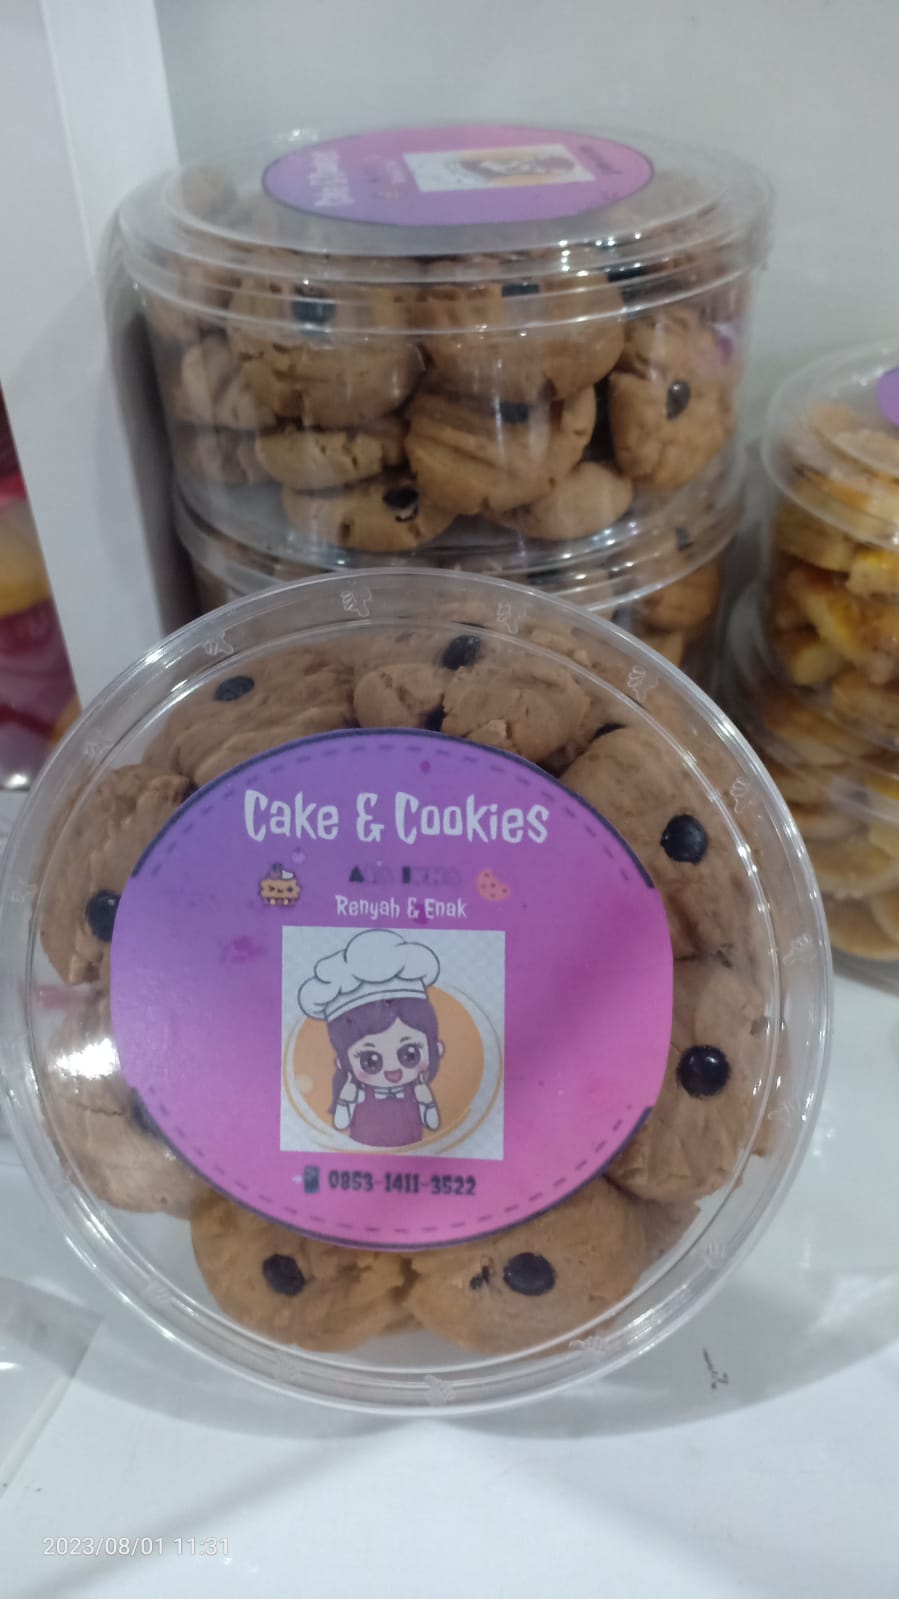 Cake & Cookies
Renyah & Enak
0853-1411-3522
2023/08/01 11:31